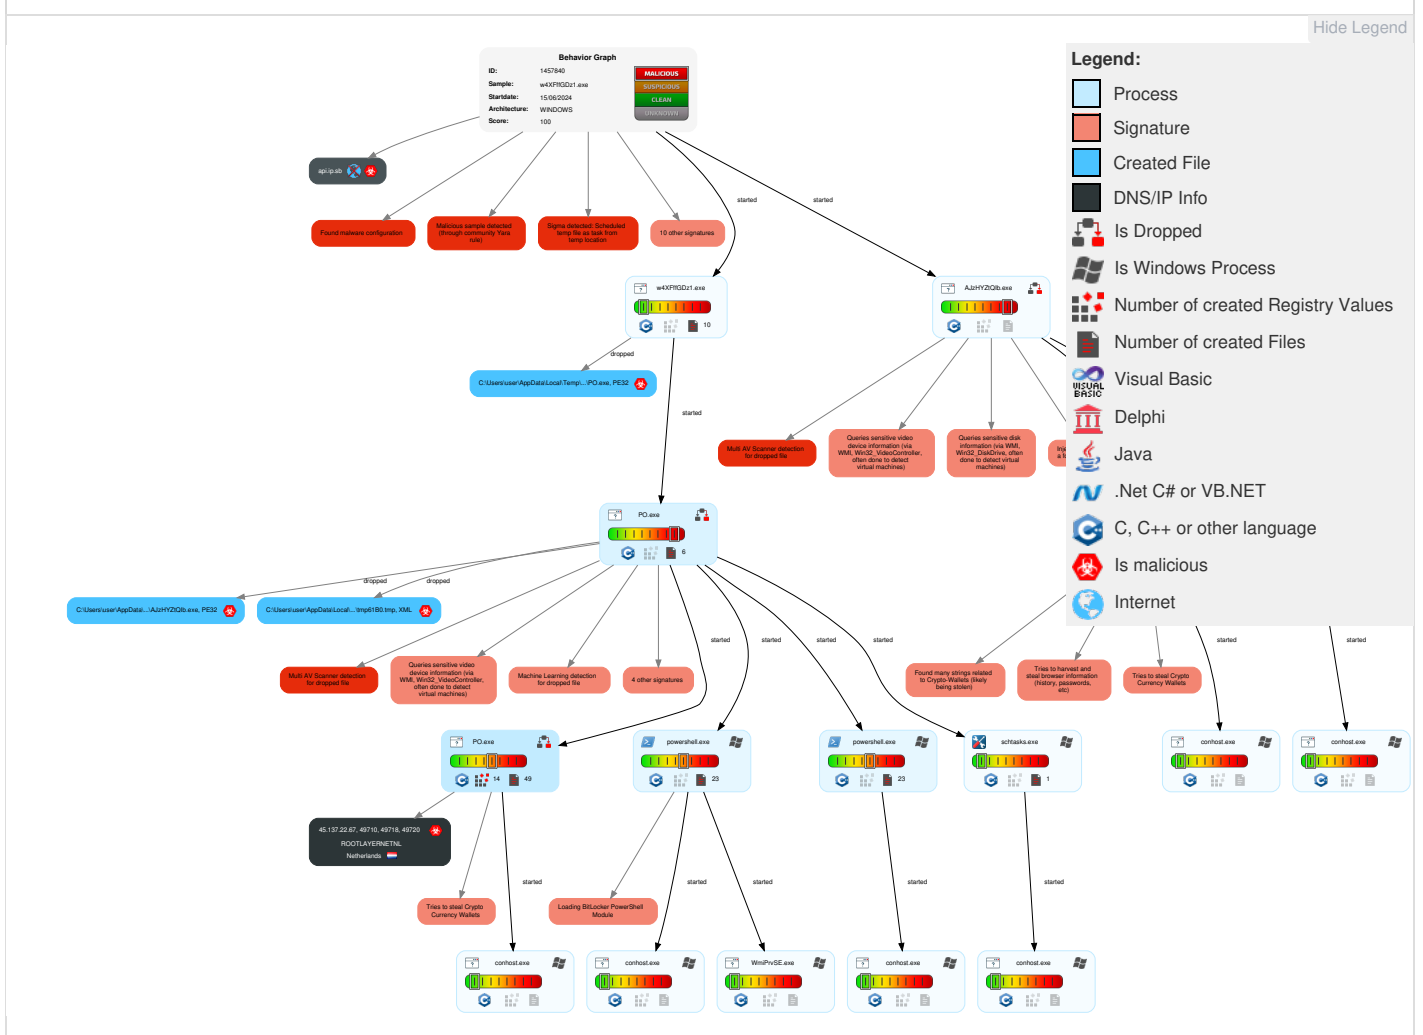 Hide Legend
Behavior Graph
ID: 1457840
Sample: w4XFffGDz1.exe
Startdate: 15/06/2024
Architecture: WINDOWS
Score: 100
MALICIOUS
SUSPICIOUS
CLEAN
UNKNOWN
Legend:
Process
Signature
Created File
DNS/IP Info
Is Dropped
Is Windows Process
Number of created Registry Values
Number of created Files
Visual Basic
Delphi
Java
.Net C# or VB.NET
C, C++ or other language
Is malicious
Internet
VISUAL
BASIC
api.ip.sb
started
started
Found malware configuration
Malicious sample detected
(through community Yara
rule)
Sigma detected: Scheduled
temp file as task from
temp location
10 other signatures
w4XFffGDz1.exe
10
AJzHYZtQIb.exe
dropped
C:\Users\user\AppData\Local\Temp\...\PO.exe, PE32
started
Multi AV Scanner detection
for dropped file
Queries sensitive video
device information (via
WMI, Win32_VideoController,
often done to detect
virtual machines)
Queries sensitive disk
information (via WMI,
Win32_DiskDrive, often
done to detect virtual
machines)
Inje
a fo
PO.exe
6
dropped
dropped
C:\Users\user\AppData\...\AJzHYZtQIb.exe, PE32
C:\Users\user\AppData\Local\...\tmp61B0.tmp, XML
started
started
started
started
started
started
Multi AV Scanner detection
for dropped file
Queries sensitive video
device information (via
WMI, Win32_VideoController,
often done to detect
virtual machines)
Machine Learning detection
for dropped file
4 other signatures
Found many strings related
to Crypto-Wallets (likely
being stolen)
Tries to harvest and
steal browser information
(history, passwords,
etc)
Tries to steal Crypto
Currency Wallets
PO.exe
14
49
powershell.exe
23
powershell.exe
23
schtasks.exe
1
conhost.exe
conhost.exe
45.137.22.67, 49710, 49718, 49720
ROOTLAYERNETNL
Netherlands
started
started
started
started
started
Tries to steal Crypto
Currency Wallets
Loading BitLocker PowerShell
Module
conhost.exe
conhost.exe
WmiPrvSE.exe
conhost.exe
conhost.exe